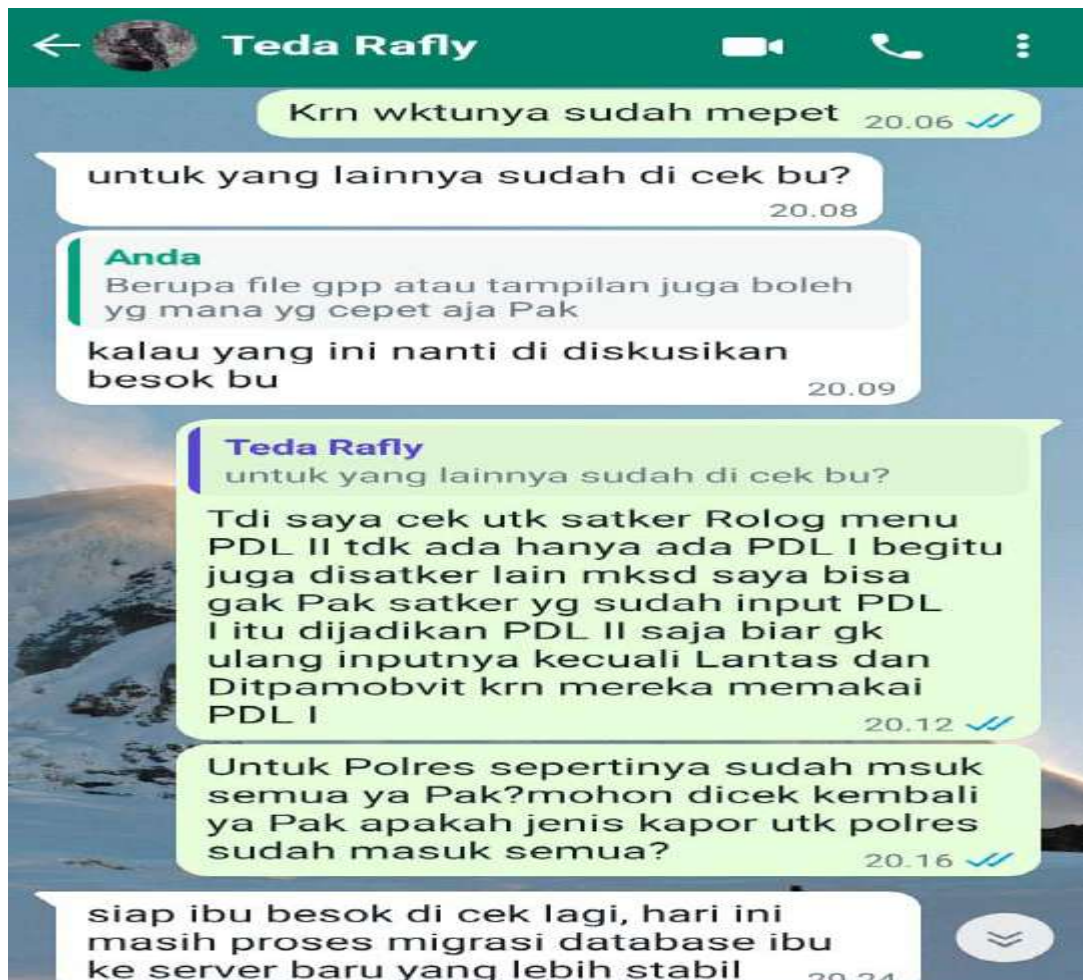 Teda Rafly
Krn wktunya sudah mepet 20.06
untuk yang lainnya sudah di cek bu?
20.08
Anda
Berupa file gpp atau tampilan juga boleh
yg mana yg cepet aja Pak
kalau yang ini nanti di diskusikan
besok bu
20.09
Teda Rafly
untuk yang lainnya sudah di cek bu?
Tdi saya cek utk satker Rolog menu
PDL II tdk ada hanya ada PDL I begitu
juga disatker lain mksd saya bisa
gak Pak satker yg sudah input PDL
I itu dijadikan PDL II saja biar gk
ulang inputnya kecuali Lantas dan
Ditpamobvit krn mereka memakai
PDL I
20.12
Untuk Polres sepertinya sudah msuk
semua ya Pak?mohon dicek kembali
ya Pak apakah jenis kapor utk polres
sudah masuk semua?
20.16
siap ibu besok di cek lagi, hari ini
masih proses migrasi database ibu
ke server baru yang lebih stabil